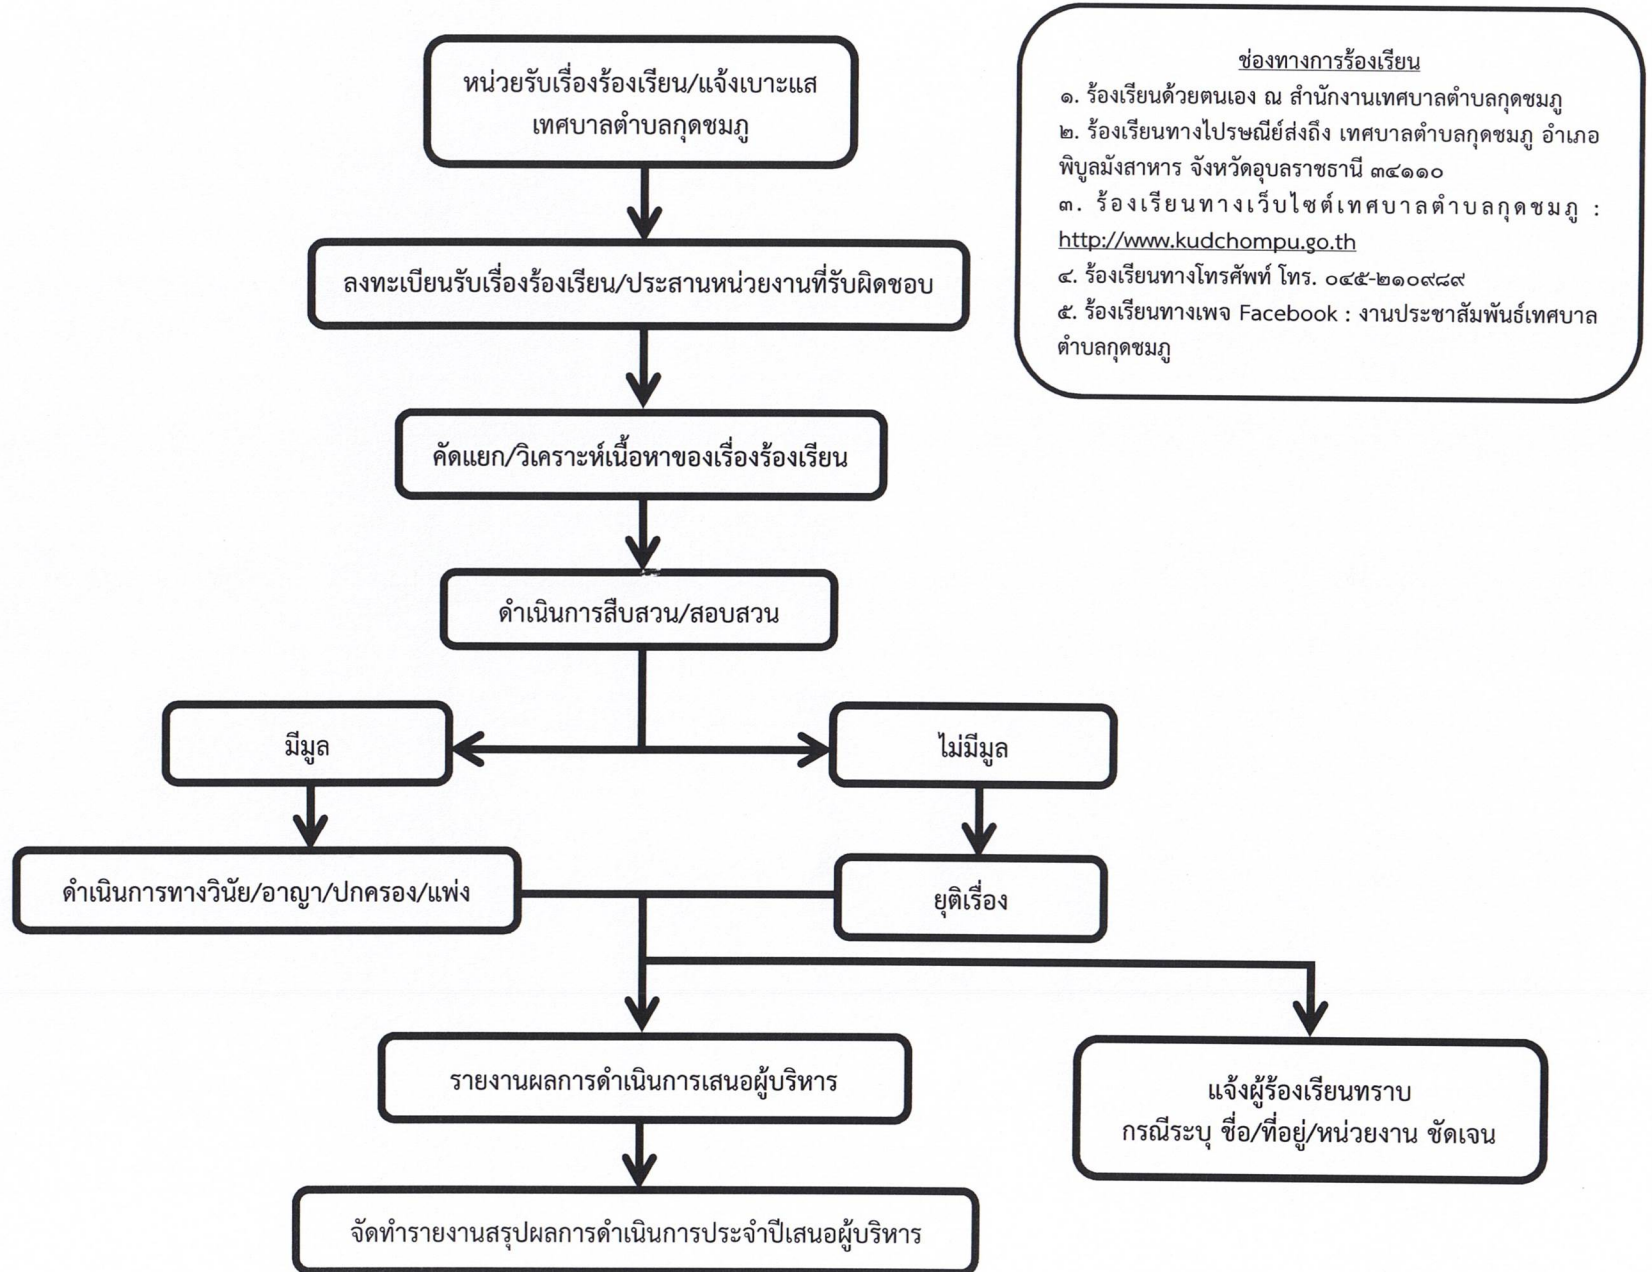 หน่วยรับเรื่องร้องเรียน/แจ้งเบาะแส
เทศบาลตำบลกุดชมภู
ช่องทางการร้องเรียน
๑. ร้องเรียนด้วยตนเอง ณ สำนักงานเทศบาลตำบลกุดชมภู
๒. ร้องเรียนทางไปรษณีย์ส่งถึง เทศบาลตำบลกุดชมภู อำเภอ
พิบูลมังสาหาร จังหวัดอุบลราชธานี ๓๔๑๑๐
๓. ร้องเรียนทางเว็บไซต์เทศบาลตำบลกุดชมภู :
http://www.kudchompu.go.th
๔. ร้องเรียนทางโทรศัพท์ โทร. ๐๔๕-๒๑๐๙๘๙
๕. ร้องเรียนทางเพจ Facebook : งานประชาสัมพันธ์เทศบาล
ตำบลกุดชมภู
ลงทะเบียนรับเรื่องร้องเรียน/ประสานหน่วยงานที่รับผิดชอบ
คัดแยก/วิเคราะห์เนื้อหาของเรื่องร้องเรียน
ดำเนินการสืบสวน/สอบสวน
มีมูล
ไม่มีมูล
ดำเนินการทางวินัย/อาญา/ปกครอง/แพ่ง
ยุติเรื่อง
รายงานผลการดำเนินการเสนอผู้บริหาร
แจ้งผู้ร้องเรียนทราบ
กรณีระบุ ชื่อ/ที่อยู่/หน่วยงาน ชัดเจน
จัดทำรายงานสรุปผลการดำเนินการประจำปีเสนอผู้บริหาร